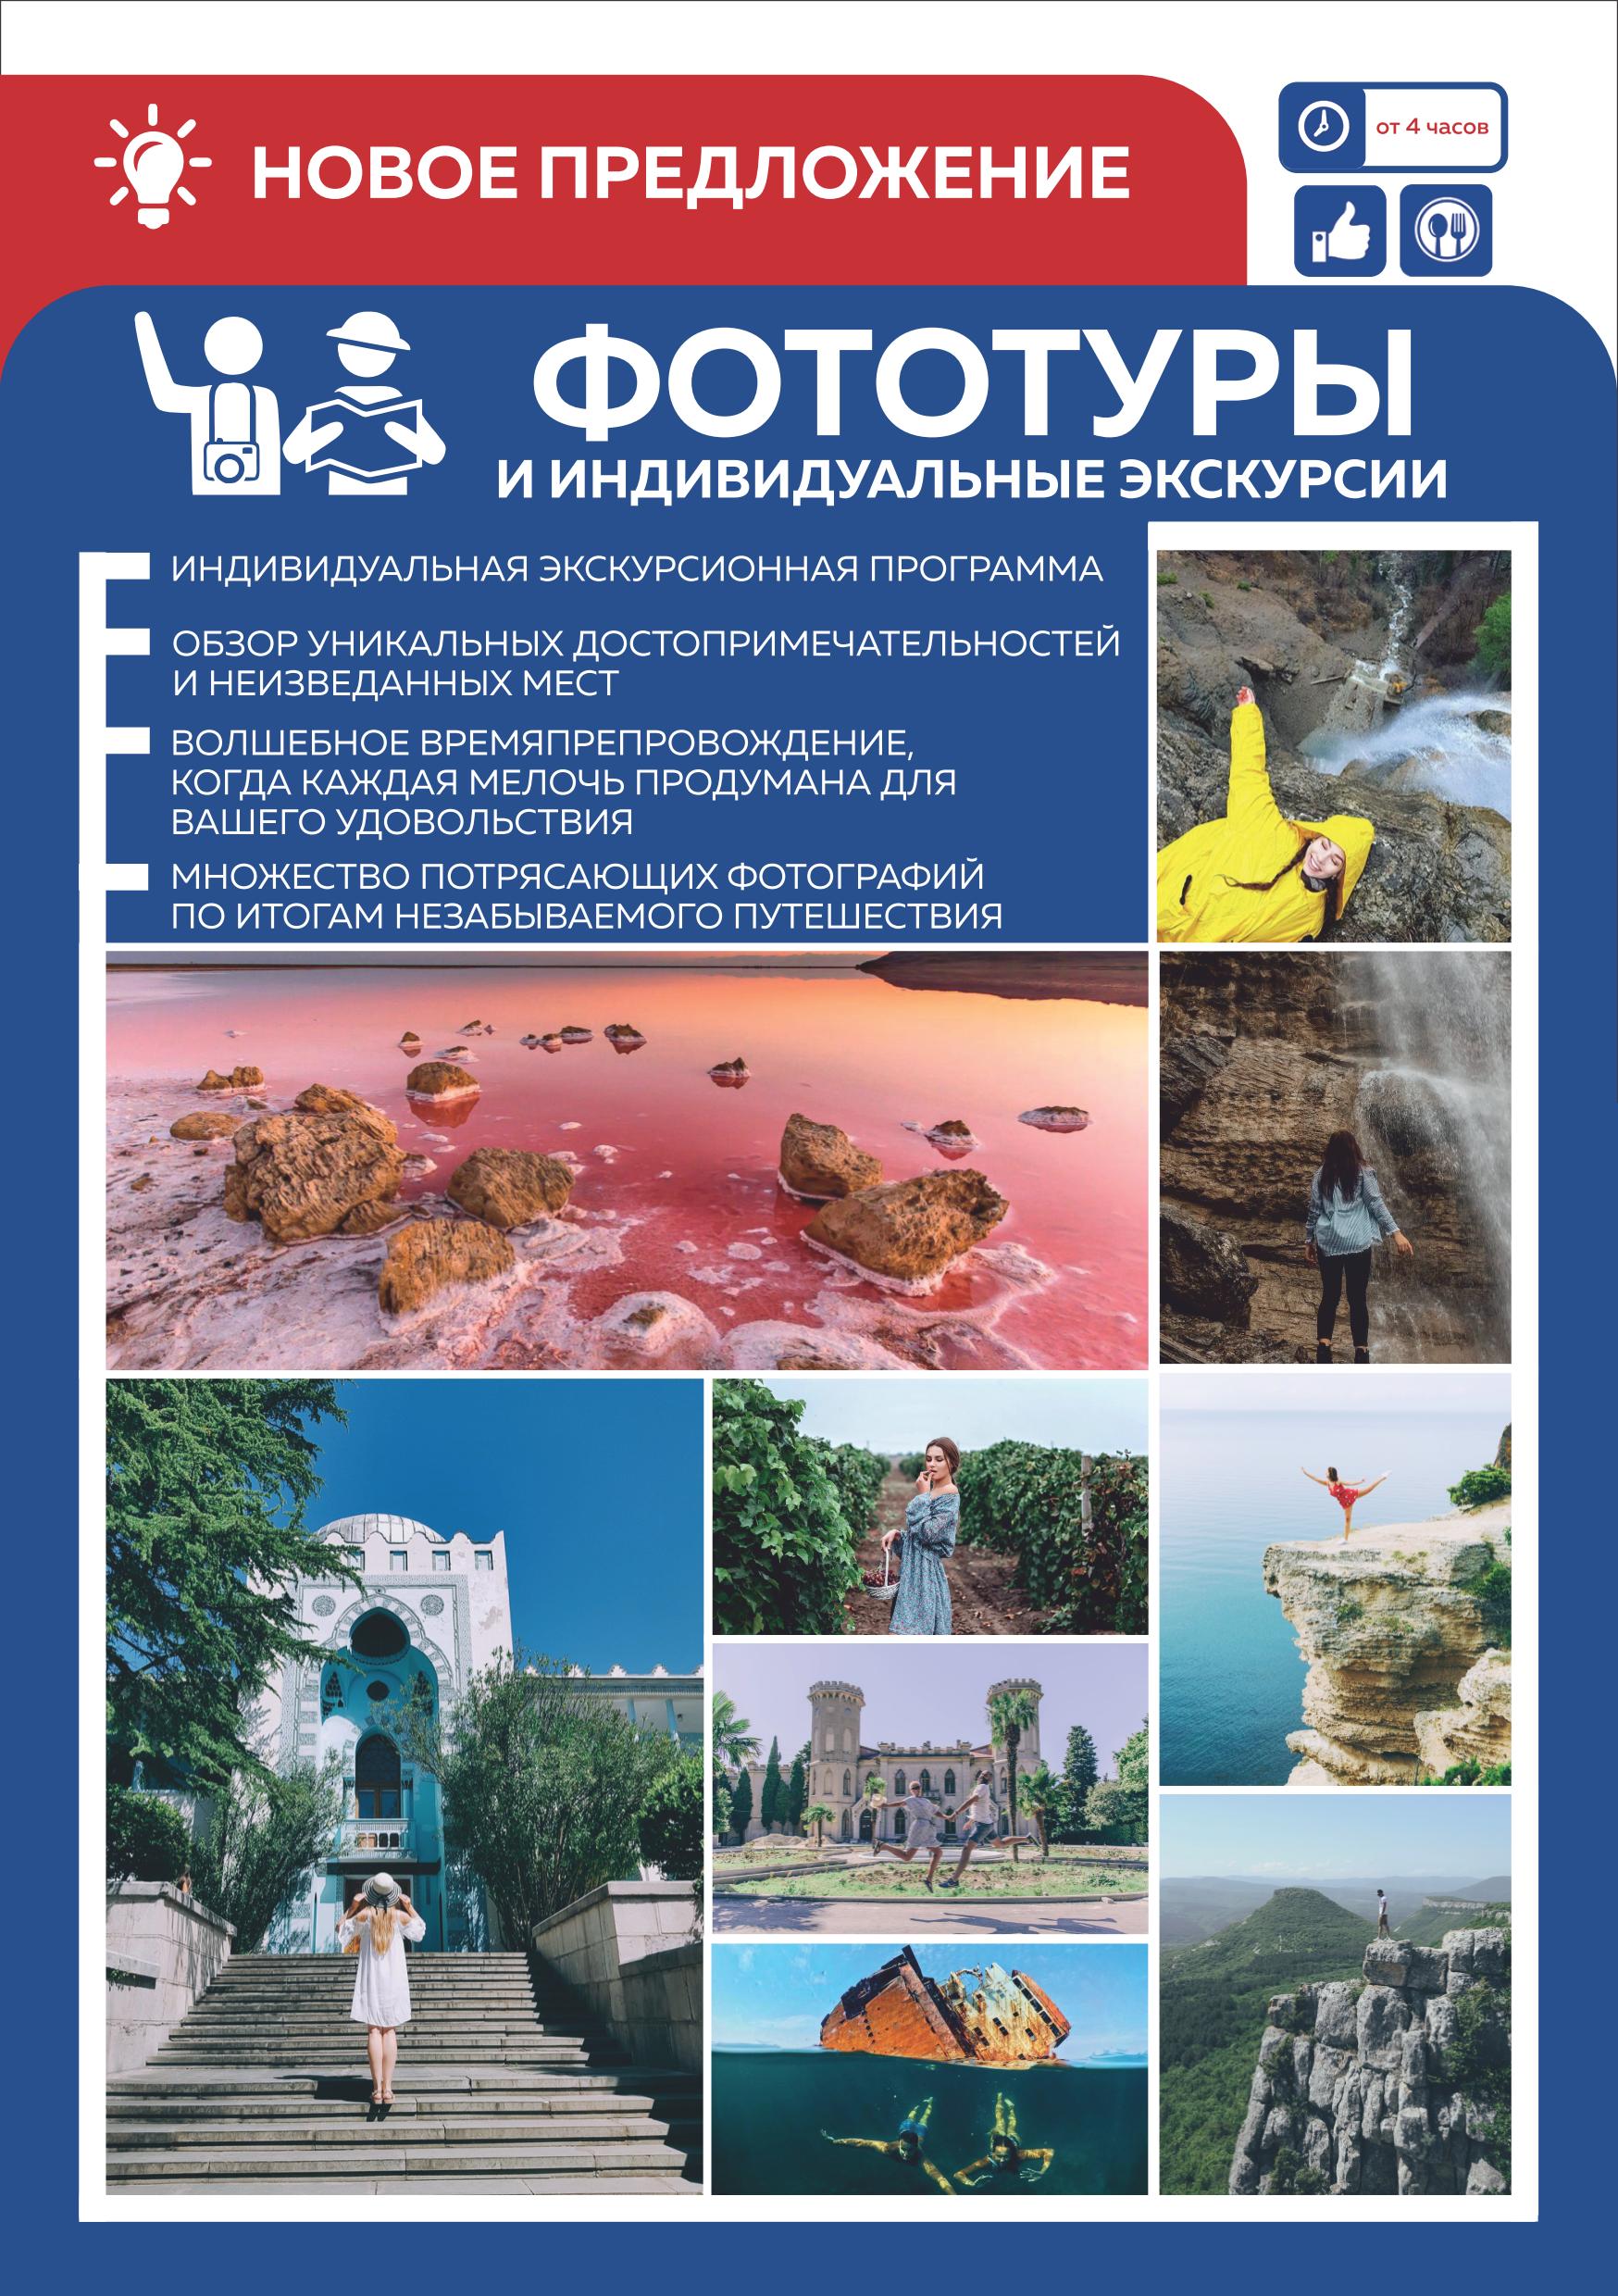 НОВОЕ ПРЕДЛОЖЕНИЕ
от 4 часов
ФОТОТУРЫ
И ИНДИВИДУАЛЬНЫЕ ЭКСКУРСИИ
ИНДИВИДУАЛЬНАЯ ЭКСКУРСИОННАЯ ПРОГРАММА
ОБЗОР УНИКАЛЬНЫХ ДОСТОПРИМЕЧАТЕЛЬНОСТЕЙ
И НЕИЗВЕДАННЫХ МЕСТ
ВОЛШЕБНОЕ ВРЕМЯПРЕПРОВОЖДЕНИЕ,
КОГДА КАЖДАЯ МЕЛОЧЬ ПРОДУМАНА ДЛЯ
ВАШЕГО УДОВОЛЬСТВИЯ
МНОЖЕСТВО ПОТРЯСАЮЩИХ ФОТОГРАФИЙ
ПО ИТОГАМ НЕЗАБЫВАЕМОГО ПУТЕШЕСТВИЯ